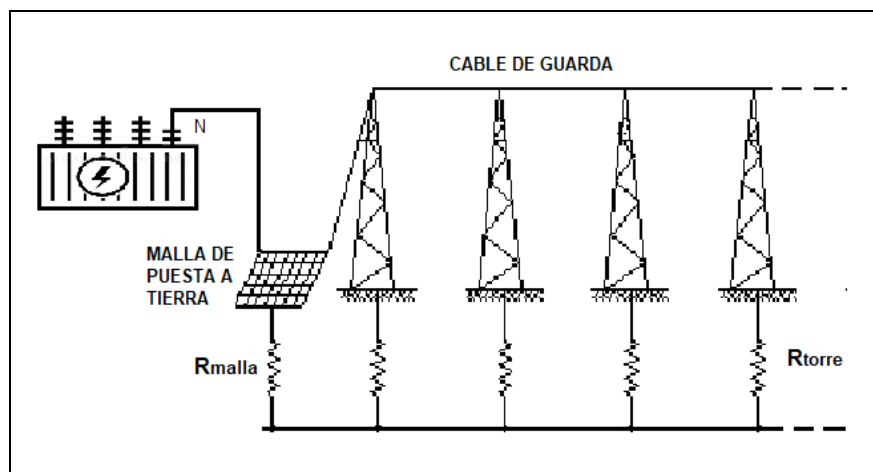 CABLE DE GUARDA
N
MALLA DE
PUESTA A
TIERRA
Rmalla
Rtorre